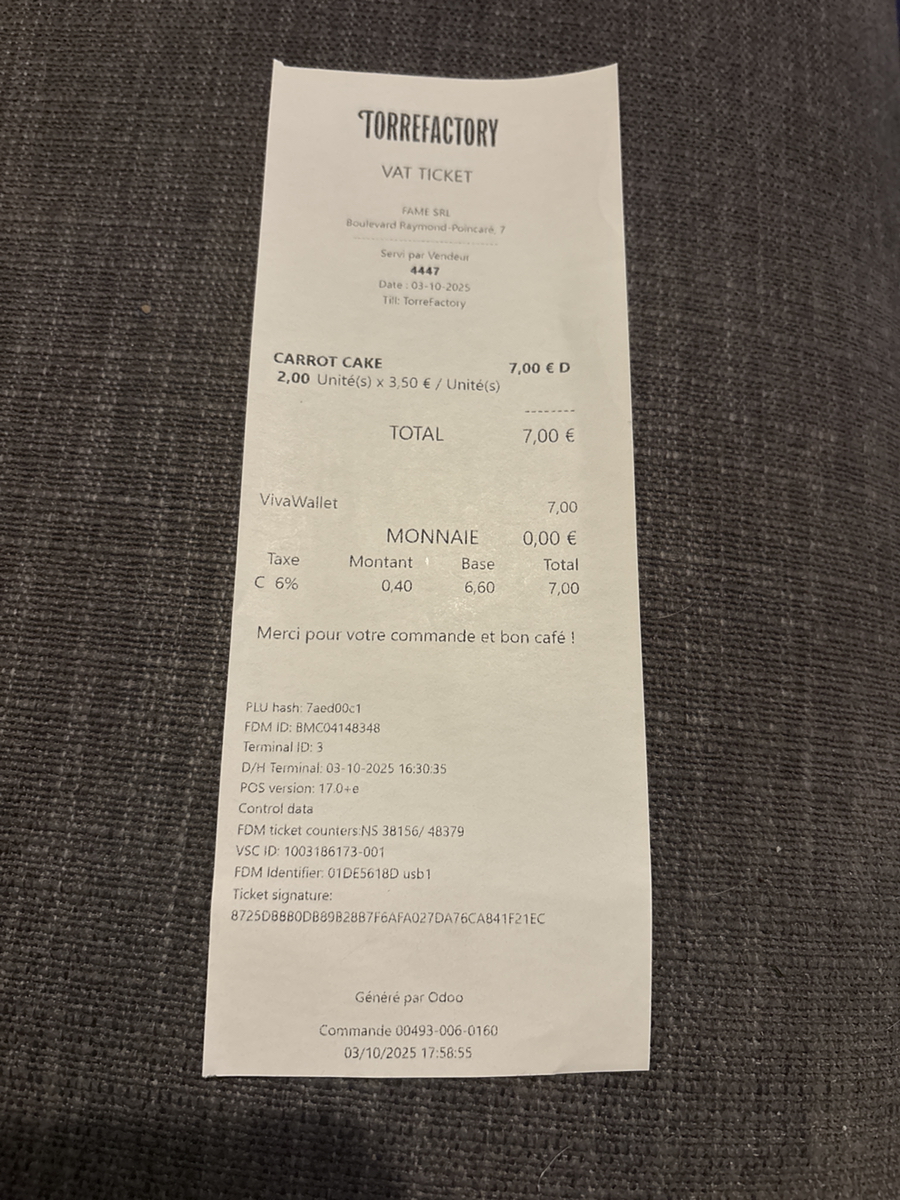 TORREFACTORY
VAT TICKET
FAME SRL
Boulevard Raymond-Poincaré, 7
Servi par Vendeur
4447
Date : 03-10-2025
Till: TorreFactory
CARROT CAKE 7,00 € D
2,00 Unité(s) x 3,50 € / Unité(s)
--------
TOTAL 7,00 €
VivaWallet 7,00
MONNAIE 0,00 €
Taxe Montant Base Total
C 6% 0,40 6,60 7,00
Merci pour votre commande et bon café !
PLU hash: 7aed00c1
FDM ID: BMC04148348
Terminal ID: 3
D/H Terminal: 03-10-2025 16:30:35
POS version: 17.0+e
Control data
FDM ticket counters:NS 38156/ 48379
VSC ID: 1003186173-001
FDM Identifier: 01DE5618D usb1
Ticket signature:
8725DB8B0DB89B28B7F6AFA027DA76CA841F21EC
Généré par Odoo
Commande 00493-006-0160
03/10/2025 17:58:55